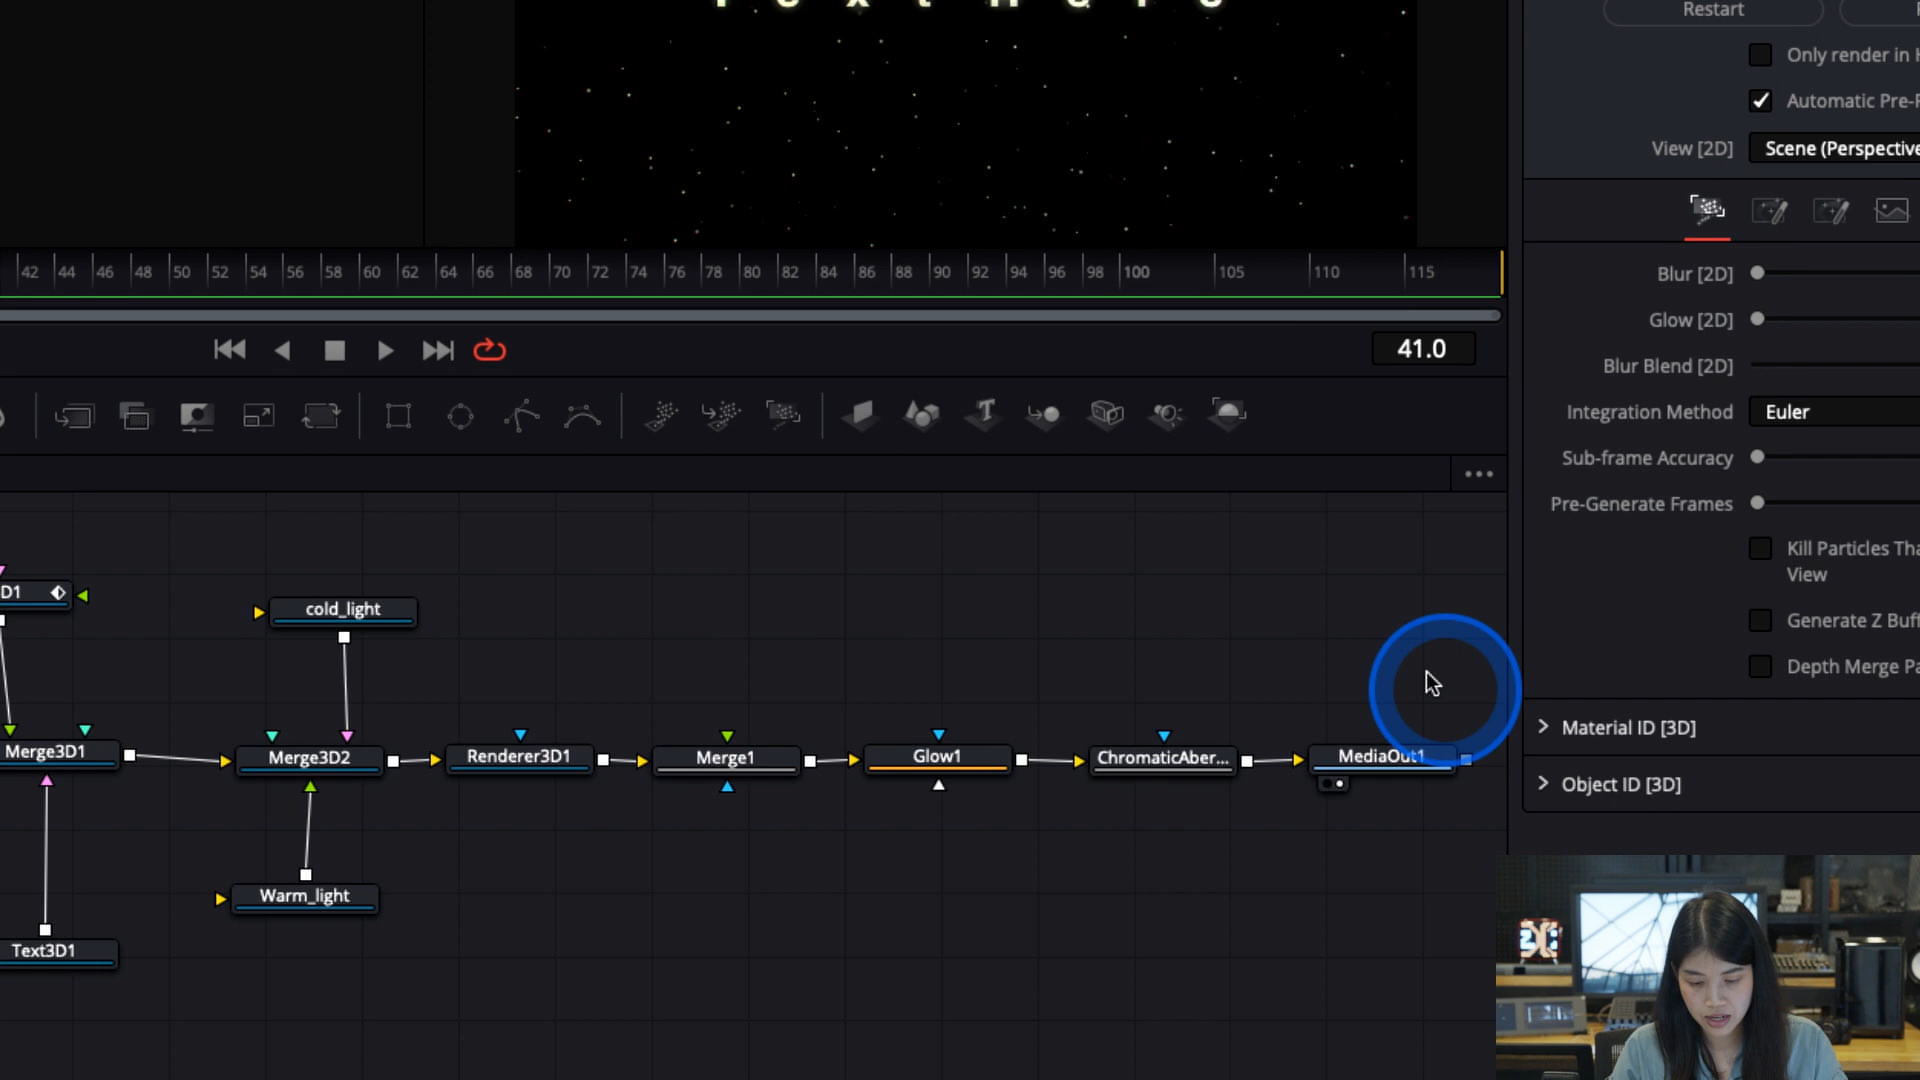 Restart
Only render in
Automatic Pre-
View [2D]
Scene (Perspective
42 44 46 48 50 52 54 56 58 60 62 64 66 68 70 72 74 76 78 80 82 84 86 88 90 92 94 96 98 100 105 110 115
Blur [2D]
Glow [2D]
41.0
Blur Blend [2D]
Integration Method
Euler
Sub-frame Accuracy
Pre-Generate Frames
Kill Particles Tha
View
D1
cold_light
Generate Z Buff
Depth Merge Pa
Material ID [3D]
Merge3D1
Merge3D2
Renderer3D1
Merge1
Glow1
ChromaticAber...
MediaOut1
Object ID [3D]
Warm_light
Text3D1